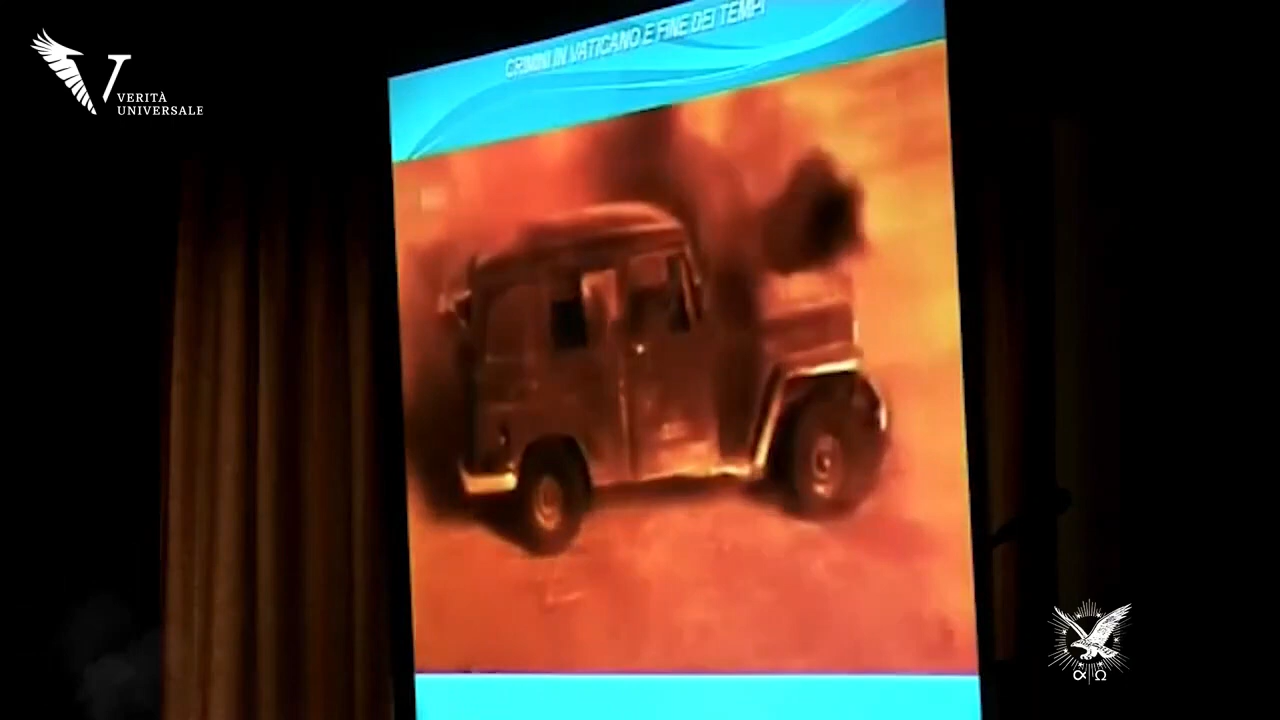 CRIMINI IN VATICANO E FINE DEI TEMPI
VERITÀ
UNIVERSALE
α Ω